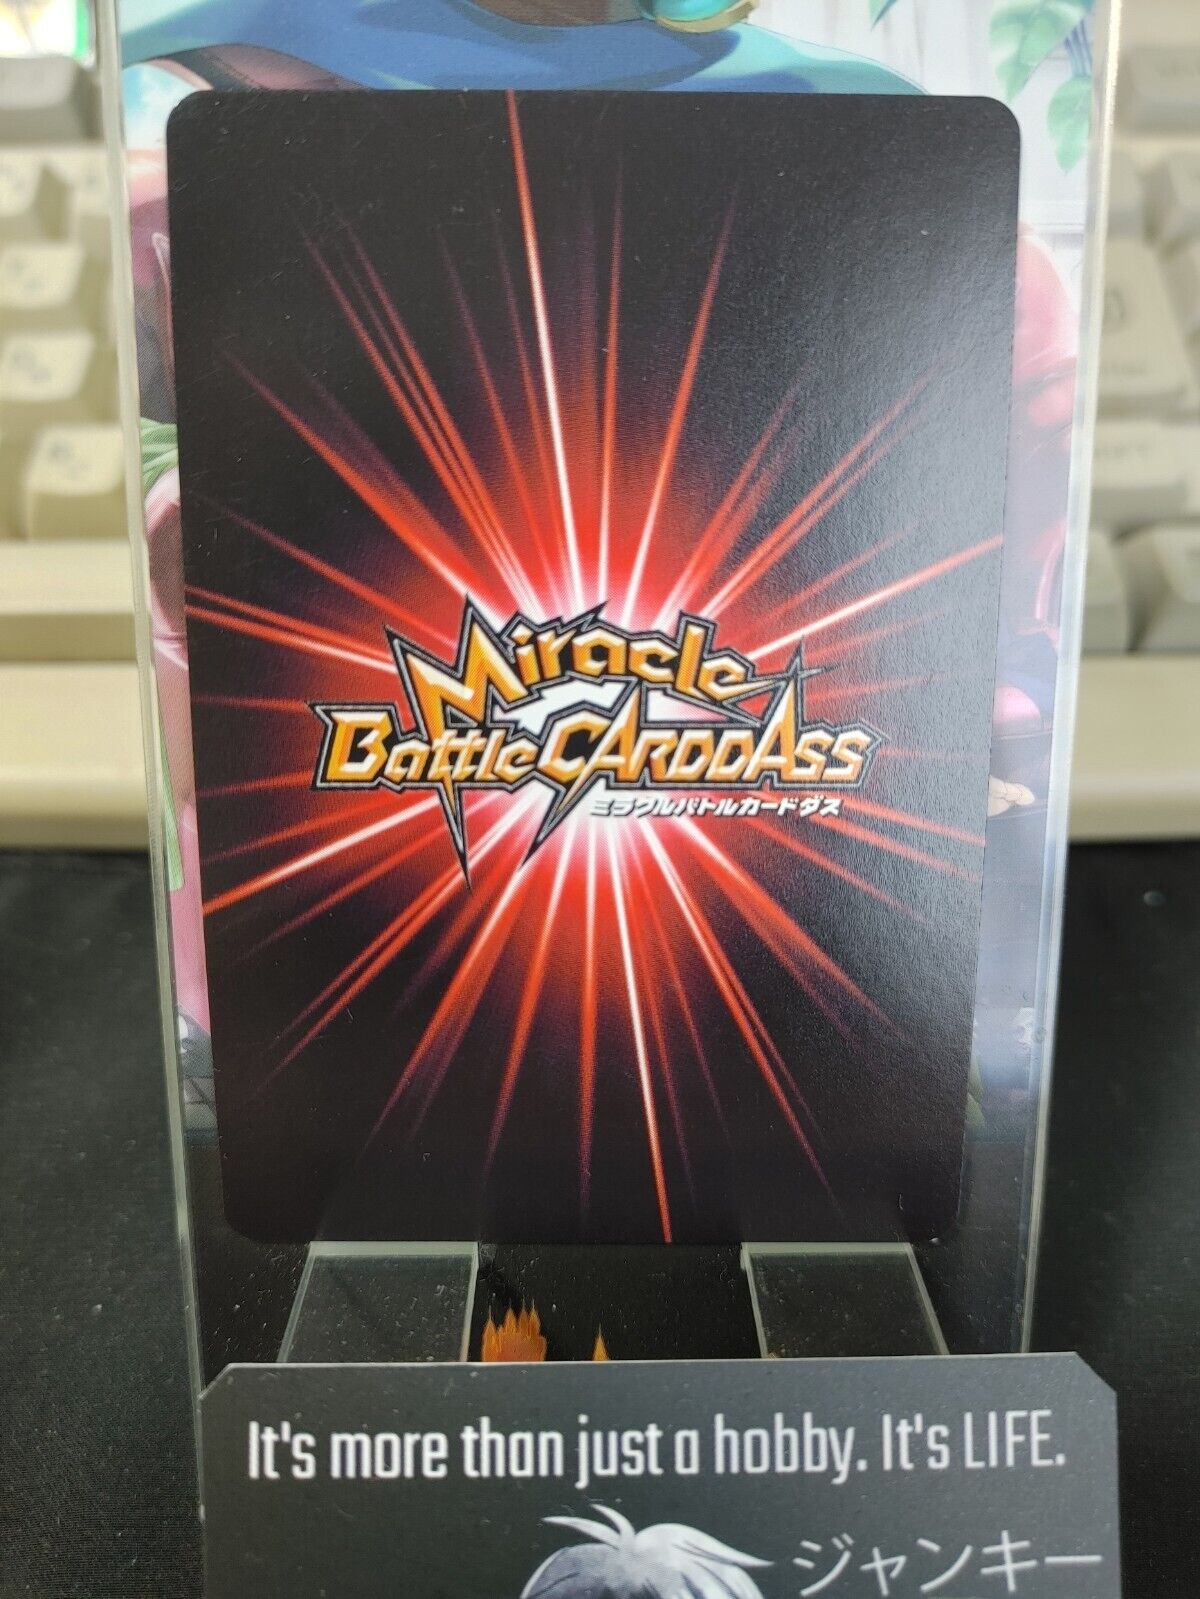 Miracle
Battle CARDDASS
ミラクルバトルカードダス
It's more than just a hobby. It's LIFE.
ジャンキー